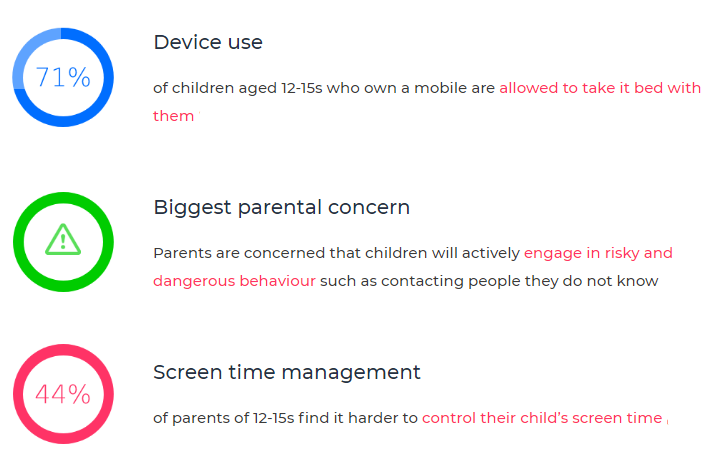 71%
Device use
of children aged 12-15s who own a mobile are allowed to take it bed with
them
Biggest parental concern
Parents are concerned that children will actively engage in risky and
dangerous behaviour such as contacting people they do not know
44%
Screen time management
of parents of 12-15s find it harder to control their child's screen time